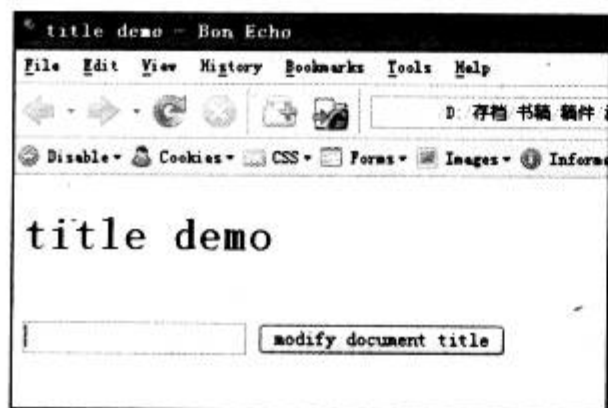 title demo - Bon Echo
File Edit View History Bookmarks Tools Help
D: 存档 书稿 稿件
Disable Cookies CSS Forms Images Informa
title demo
modify document title